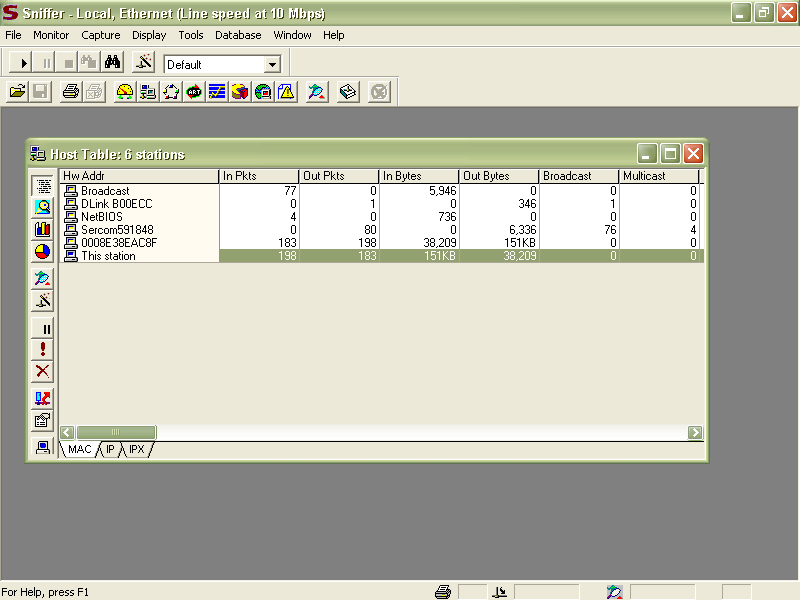 Sniffer - Local, Ethernet (Line speed at 10 Mbps)
File Monitor Capture Display Tools Database Window Help
Default
ART
Host Table: 6 stations
Hw Addr In Pkts Out Pkts In Bytes Out Bytes Broadcast Multicast
Broadcast 77 0 5,946 0 0 0
DLink B00ECC 0 1 0 346 1 0
NetBIOS 4 0 736 0 0 0
Sercom591848 0 80 0 6,336 76 4
0008E38EAC8F 183 198 38,209 151KB 0 0
This station 198 183 151KB 38,209 0 0
MAC IP IPX
For Help, press F1